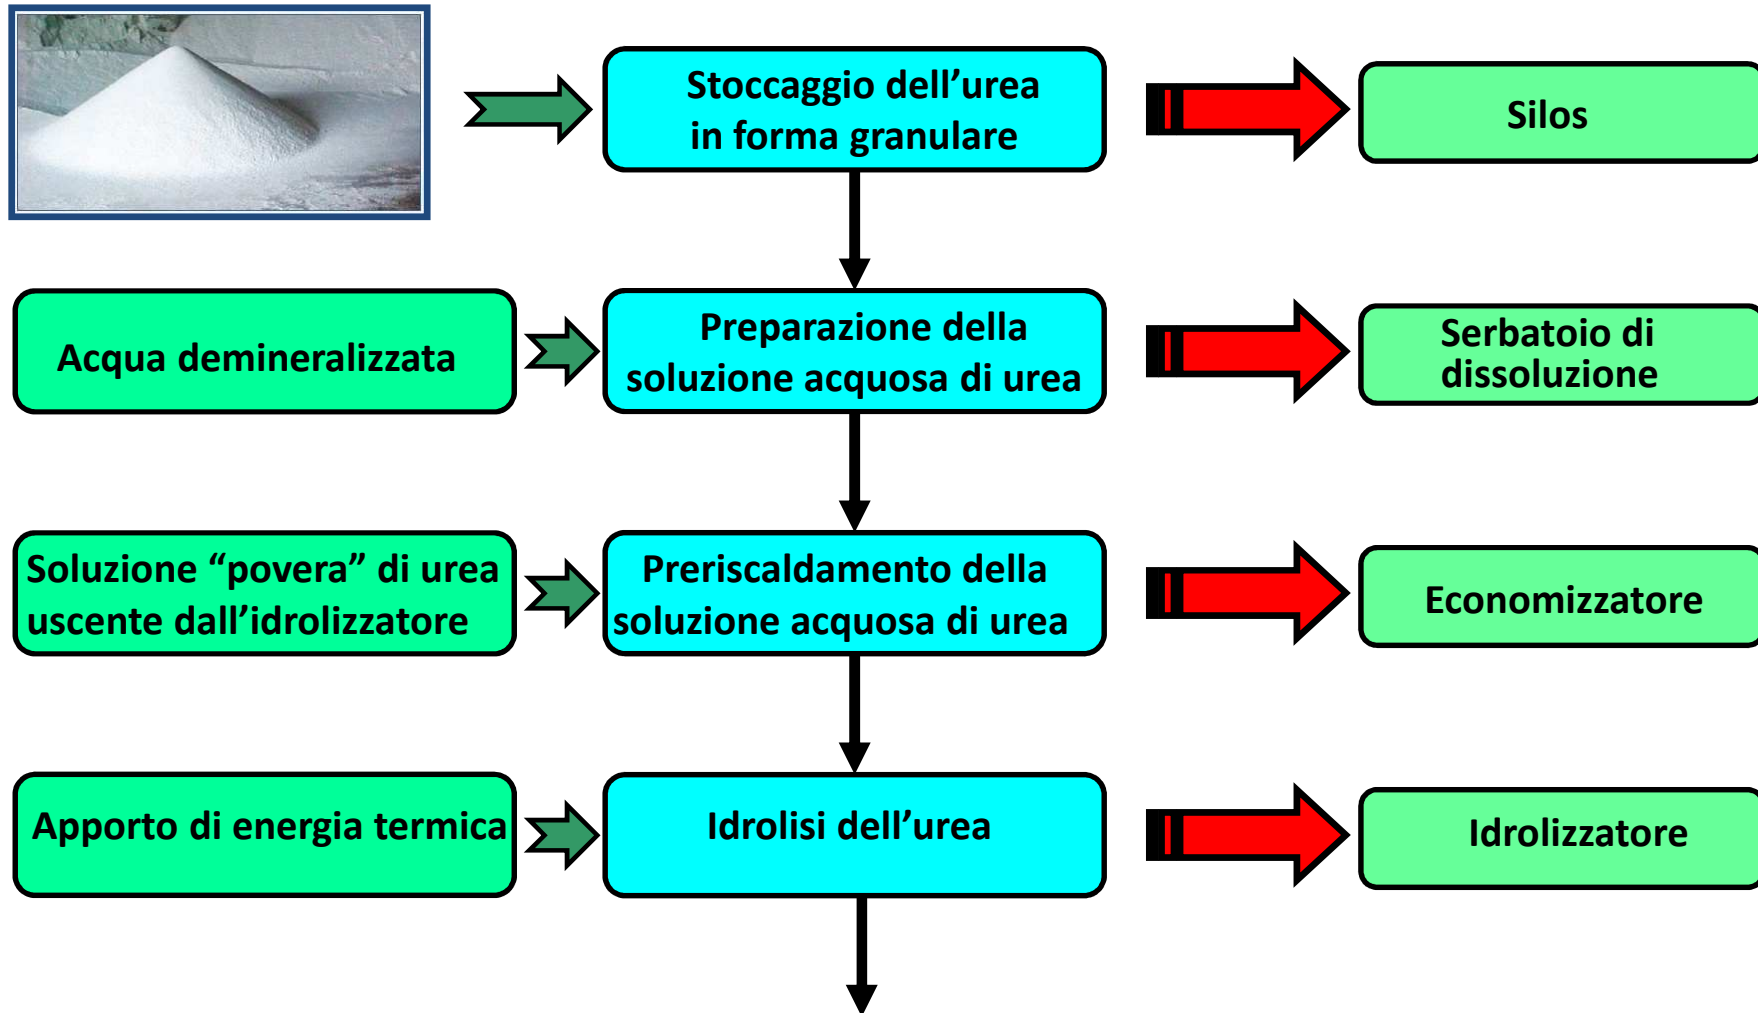 Stoccaggio dell’urea
in forma granulare
Silos
Acqua demineralizzata
Preparazione della
soluzione acquosa di urea
Serbatoio di
dissoluzione
Soluzione “povera” di urea
uscente dall’idrolizzatore
Preriscaldamento della
soluzione acquosa di urea
Economizzatore
Apporto di energia termica
Idrolisi dell’urea
Idrolizzatore